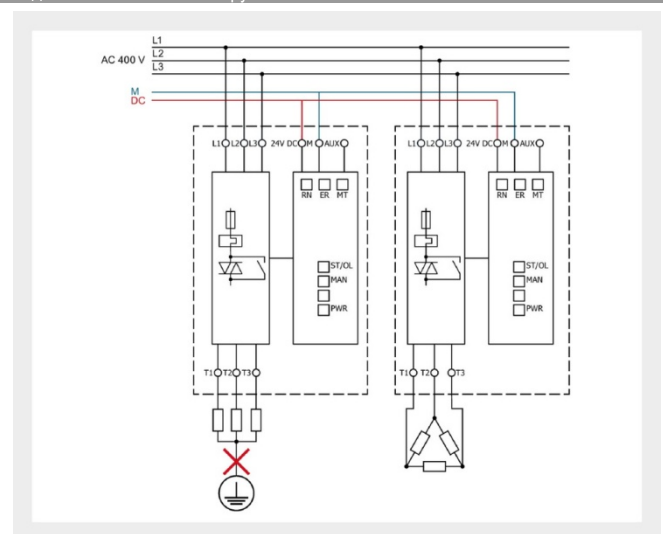 L1
L2
L3
AC 400 V
M
DC
L1 L2 L3 24V DC M AUX
RN ER MT
ST/OL
MAN
PWR
T1 T2 T3
L1 L2 L3 24V DC M AUX
RN ER MT
ST/OL
MAN
PWR
T1 T2 T3